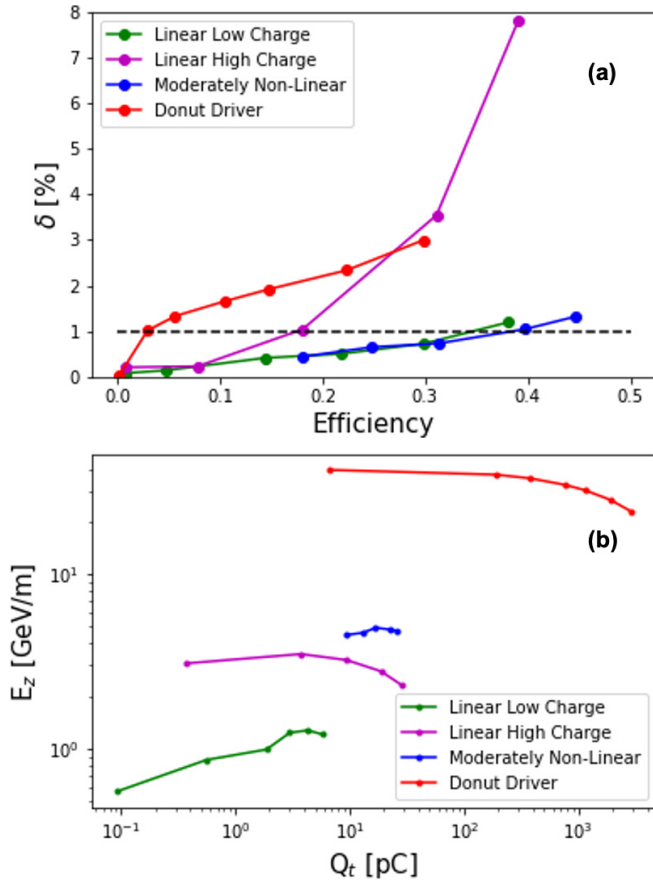 8
7
6
5
4
3
2
1
0
δ [%]
Linear Low Charge
Linear High Charge
Moderately Non-Linear
Donut Driver
(a)
0.0 0.1 0.2 0.3 0.4 0.5
Efficiency
10¹
10⁰
E_z [GeV/m]
(b)
Linear Low Charge
Linear High Charge
Moderately Non-Linear
Donut Driver
10⁻¹ 10⁰ 10¹ 10² 10³
Q_t [pC]